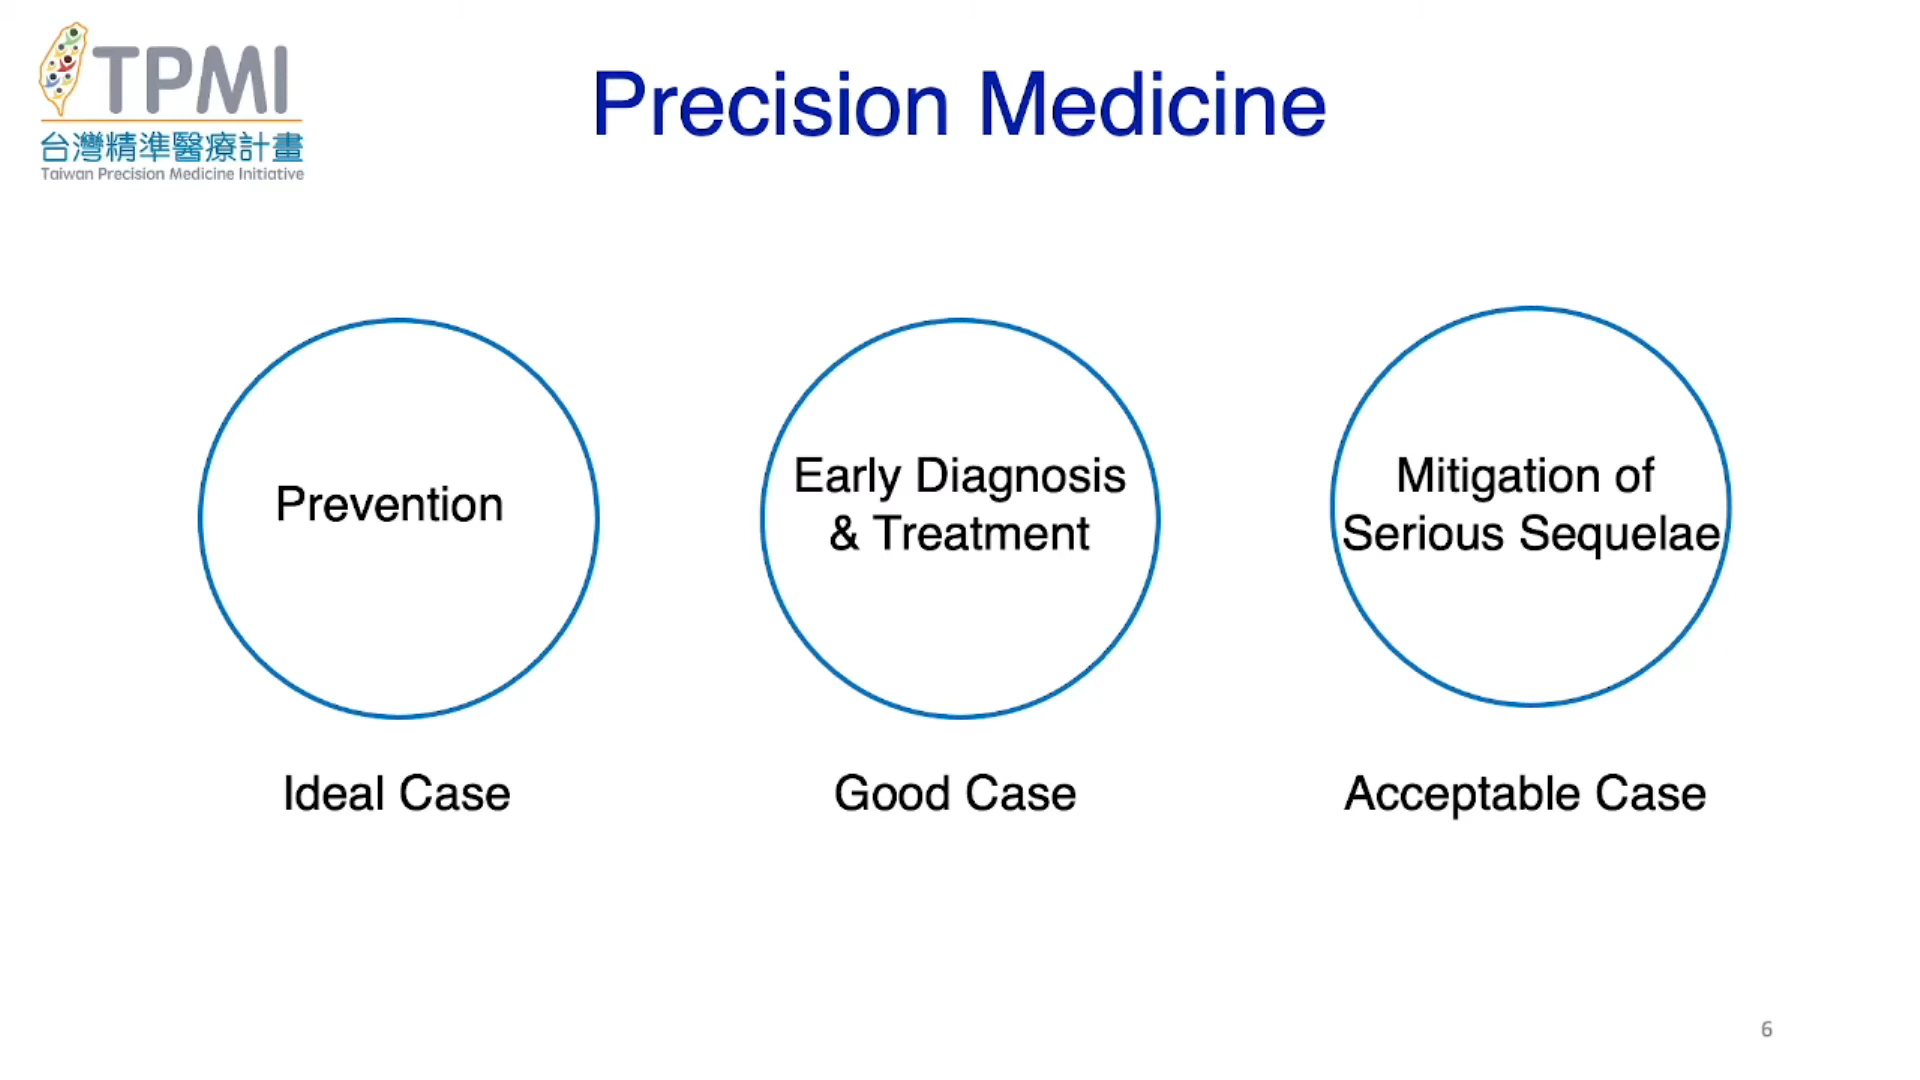 TPMI
台灣精準醫療計畫
Taiwan Precision Medicine Initiative
Precision Medicine
Prevention
Early Diagnosis
& Treatment
Mitigation of
Serious Sequelae
Ideal Case
Good Case
Acceptable Case
6